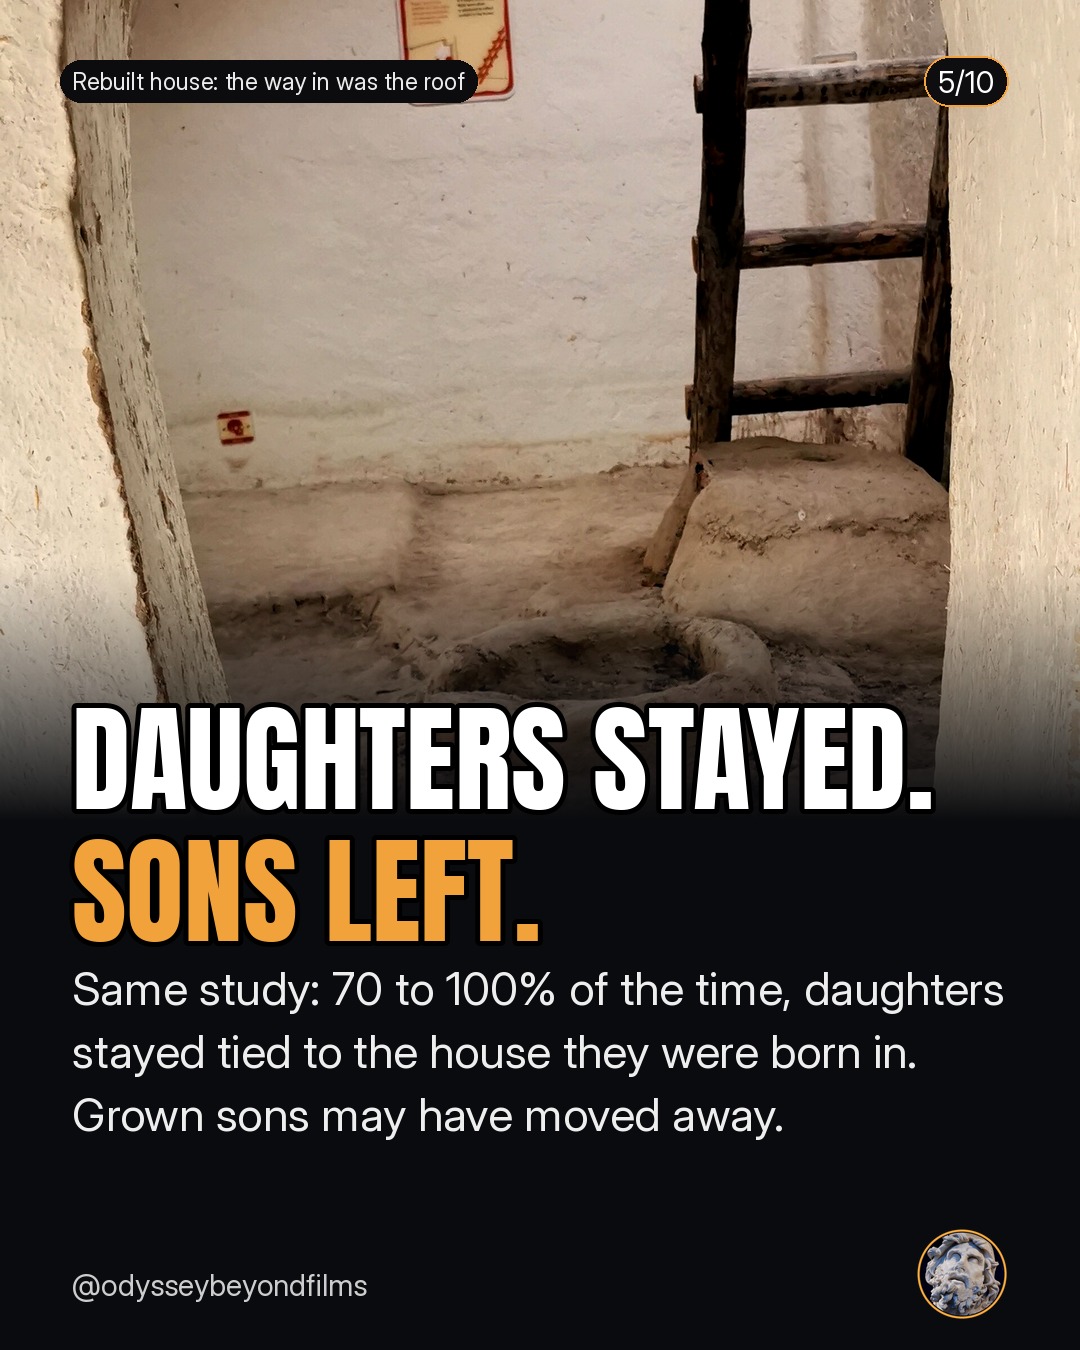 Rebuilt house: the way in was the roof
5/10
DAUGHTERS STAYED.
SONS LEFT.
Same study: 70 to 100% of the time, daughters
stayed tied to the house they were born in.
Grown sons may have moved away.
@odysseybeyondfilms